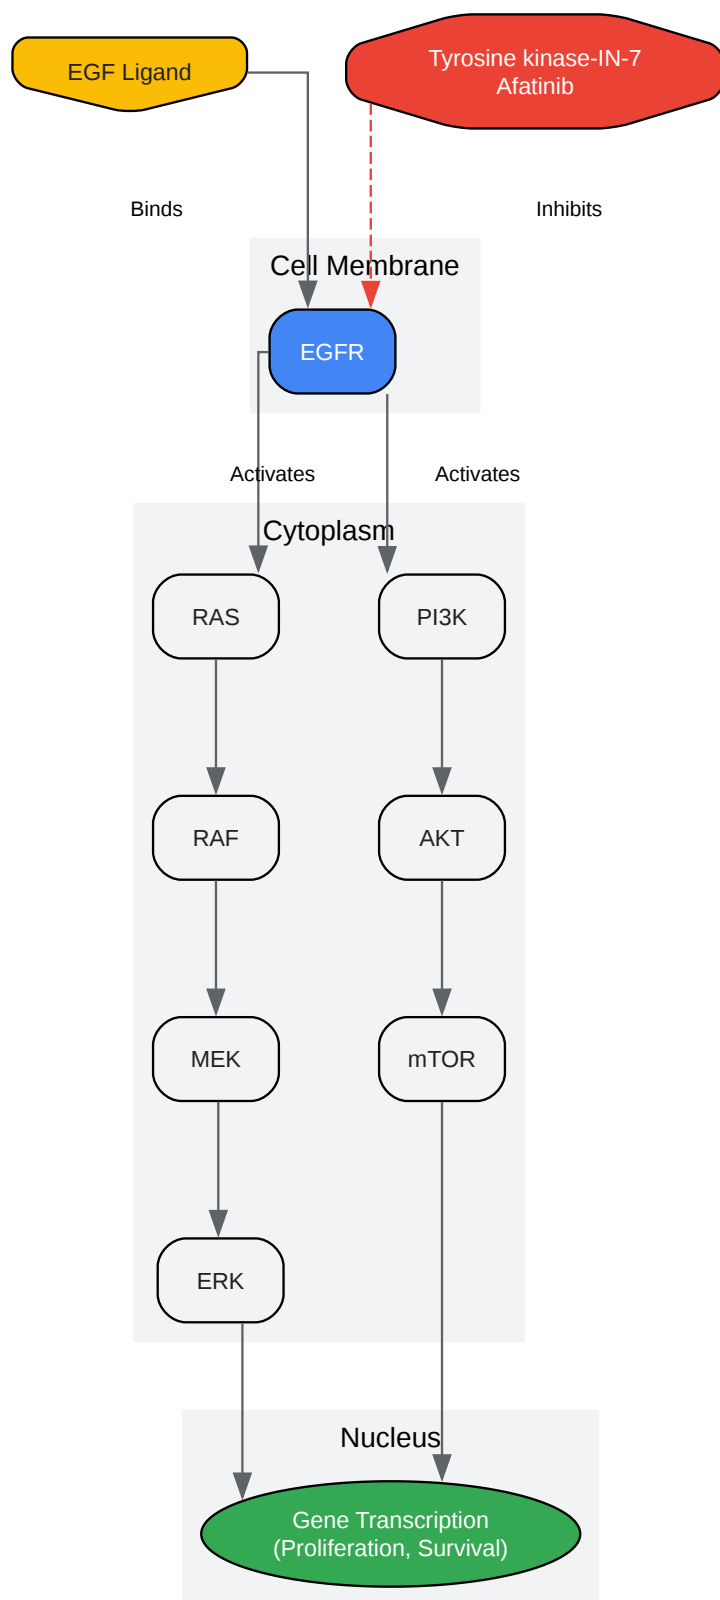 EGF Ligand
Tyrosine kinase-IN-7
Afatinib
Binds
Inhibits
Cell Membrane
EGFR
Activates
Activates
Cytoplasm
RAS
PI3K
RAF
AKT
MEK
mTOR
ERK
Nucleus
Gene Transcription
(Proliferation, Survival)